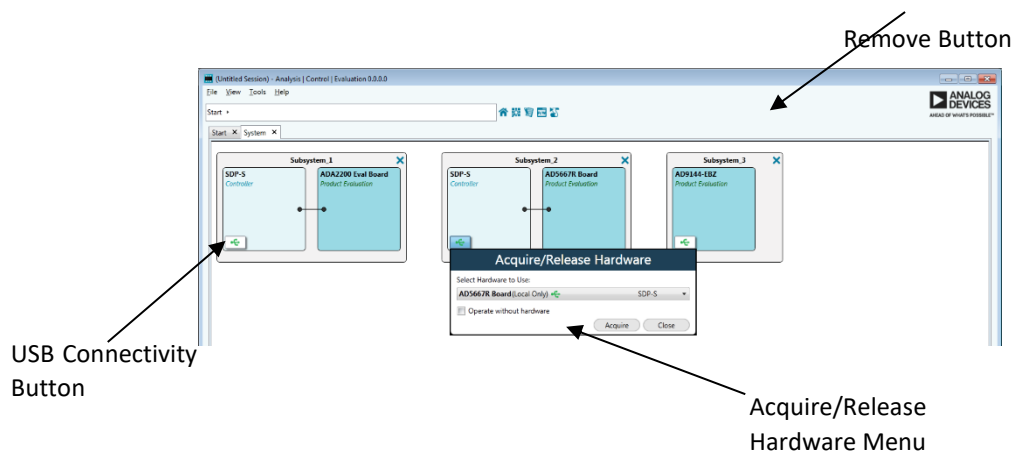 Remove Button
(Untitled Session) - Analysis | Control | Evaluation 0.0.0.0
File View Tools Help
ANALOG
DEVICES
AHEAD OF WHAT'S POSSIBLE™
Start
Start System
Subsystem_1
SDP-S
Controller
ADA2200 Eval Board
Product Evaluation
Subsystem_2
SDP-S
Controller
AD5667R Board
Product Evaluation
Subsystem_3
AD9144-EBZ
Product Evaluation
Acquire/Release Hardware
Select Hardware to Use:
AD5667R Board (Local Only) SDP-S
Operate without hardware
Acquire Close
USB Connectivity
Button
Acquire/Release
Hardware Menu